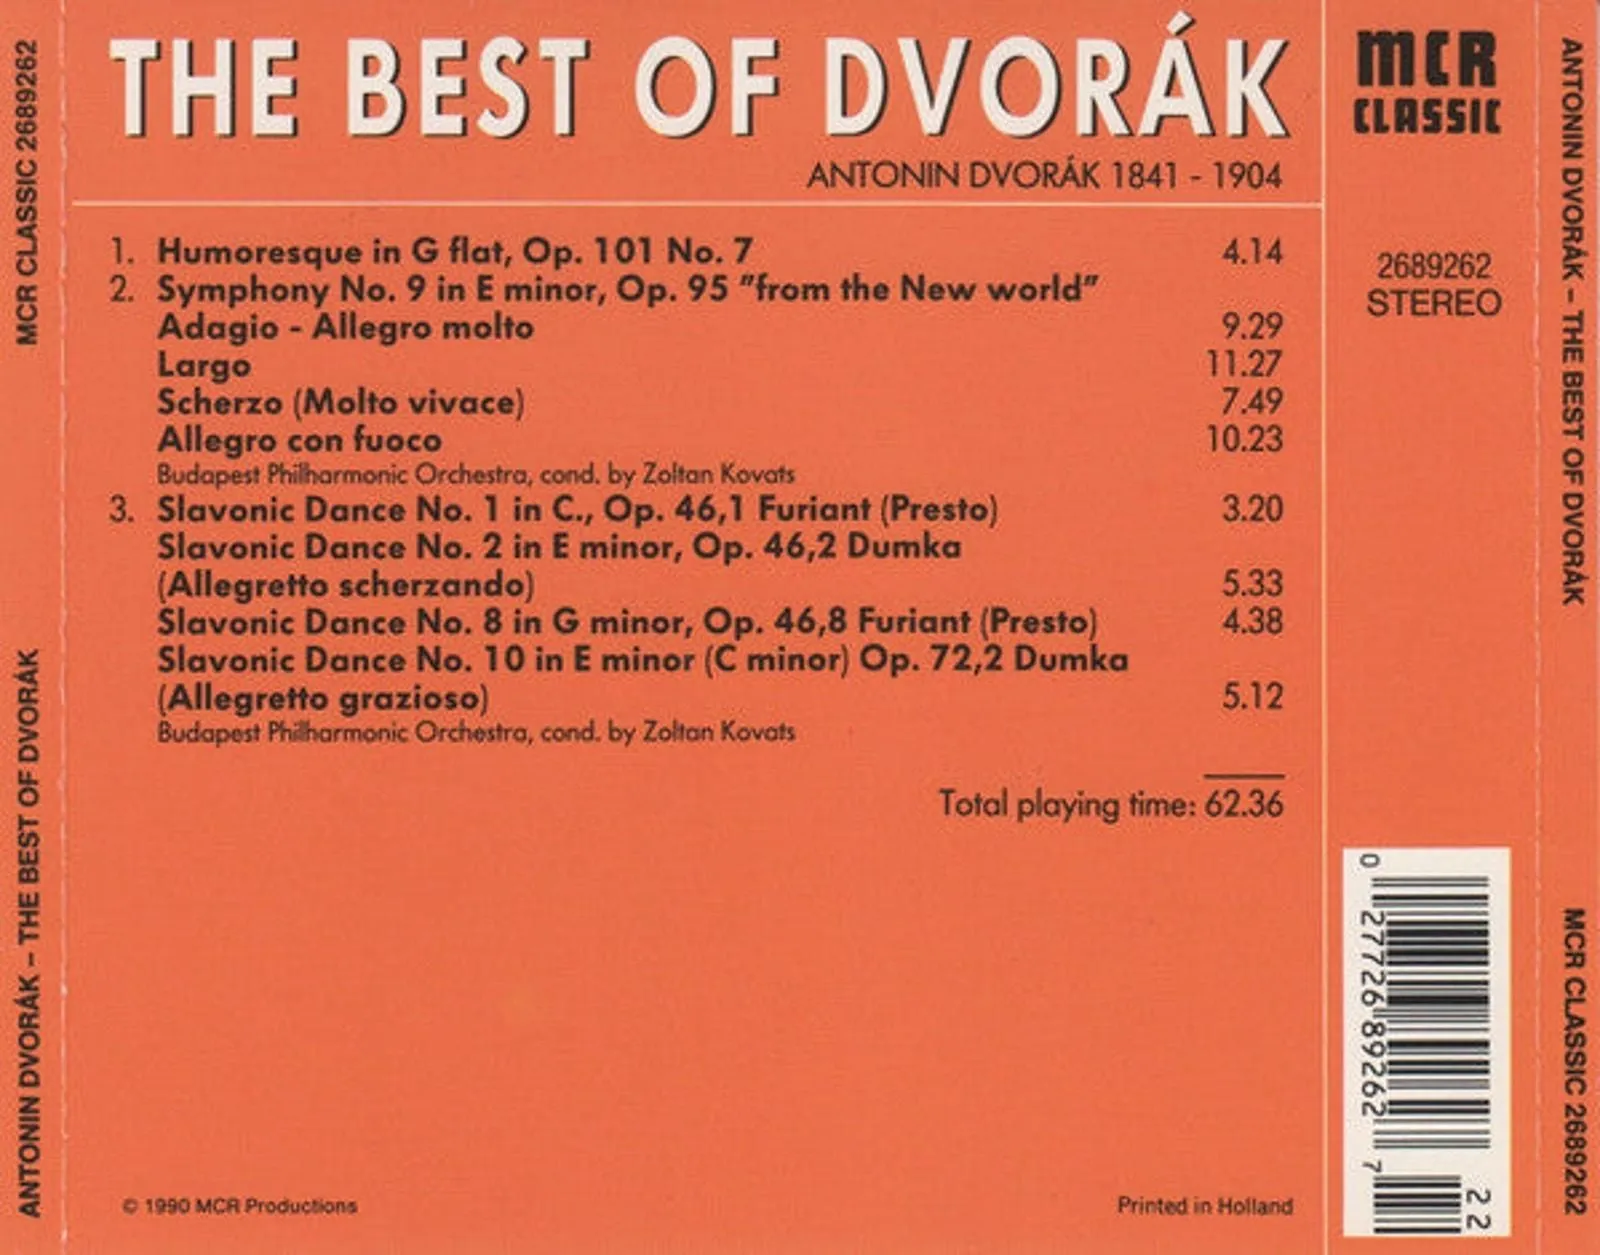 THE BEST OF DVORÁK
ANTONIN DVORÁK 1841 - 1904
1. Humoresque in G flat, Op. 101 No. 7 4.14
2. Symphony No. 9 in E minor, Op. 95 "from the New world"
Adagio - Allegro molto 9.29
Largo 11.27
Scherzo (Molto vivace) 7.49
Allegro con fuoco 10.23
Budapest Philharmonic Orchestra, cond. by Zoltan Kovats
3. Slavonic Dance No. 1 in C., Op. 46,1 Furiant (Presto) 3.20
Slavonic Dance No. 2 in E minor, Op. 46,2 Dumka
(Allegretto scherzando) 5.33
Slavonic Dance No. 8 in G minor, Op. 46,8 Furiant (Presto) 4.38
Slavonic Dance No. 10 in E minor (C minor) Op. 72,2 Dumka
(Allegretto grazioso) 5.12
Budapest Philharmonic Orchestra, cond. by Zoltan Kovats
Total playing time: 62.36
© 1990 MCR Productions
Printed in Holland
MCR
CLASSIC
2689262
STEREO
0 27726 89262 7
22
MCR CLASSIC 2689262
ANTONIN DVORÁK – THE BEST OF DVORÁK
ANTONIN DVORÁK – THE BEST OF DVORÁK
MCR CLASSIC 2689262